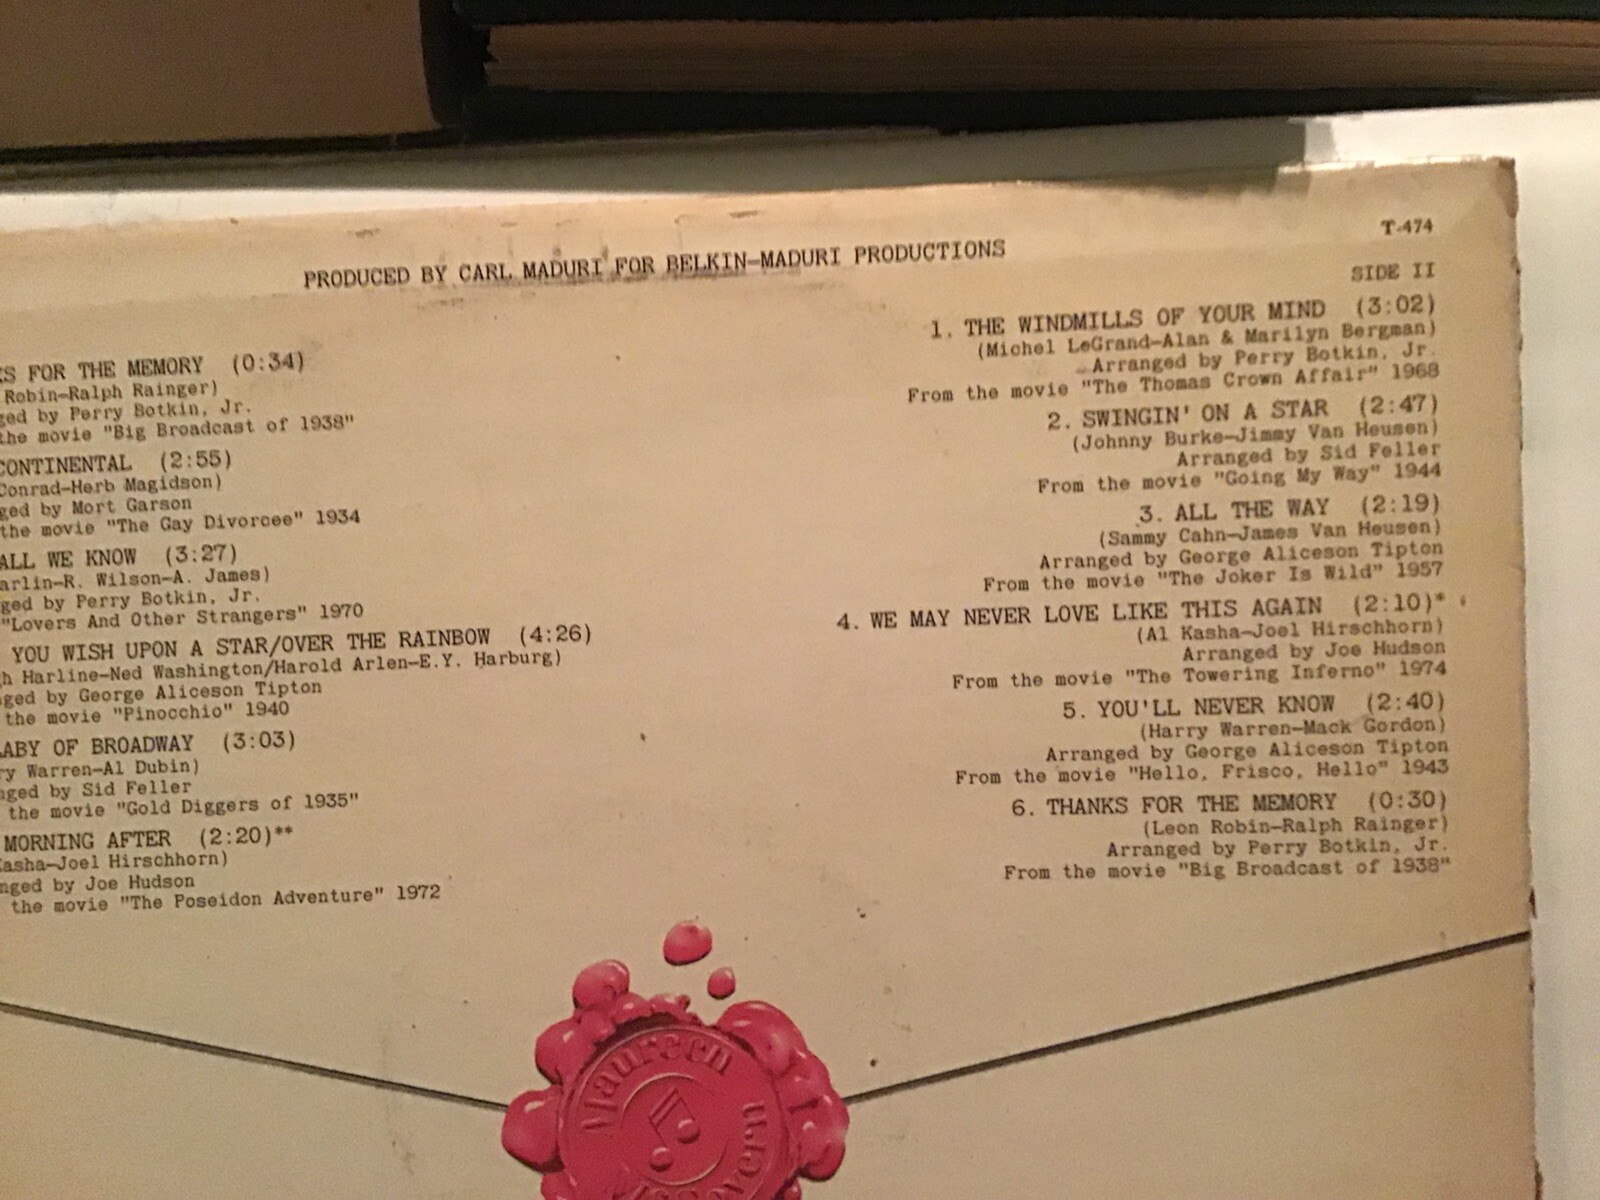 PRODUCED BY CARL MADURI FOR BELKIN-MADURI PRODUCTIONS
FOR THE MEMORY (0:34)
Robin-Ralph Rainger)
by Perry Botkin, Jr.
the movie "Big Broadcast of 1938"
CONTINENTAL (2:55)
Conrad-Herb Magidson)
by Mort Garson
the movie "The Gay Divorcee" 1934
ALL WE KNOW (3:27)
R. Wilson-A. James)
by Perry Botkin, Jr.
"Lovers And Other Strangers" 1970
YOU WISH UPON A STAR/OVER THE RAINBOW (4:26)
Harline-Ned Washington/Harold Arlen-E.Y. Harburg)
by George Aliceson Tipton
the movie "Pinocchio" 1940
OF BROADWAY (3:03)
Warren-Al Dubin)
by Sid Feller
the movie "Gold Diggers of 1935"
MORNING AFTER (2:20)**
Kasha-Joel Hirschhorn)
by Joe Hudson
the movie "The Poseidon Adventure" 1972
T-474
SIDE II
1. THE WINDMILLS OF YOUR MIND (3:02)
(Michel LeGrand-Alan & Marilyn Bergman)
Arranged by Perry Botkin, Jr.
From the movie "The Thomas Crown Affair" 1968
2. SWINGIN' ON A STAR (2:47)
(Johnny Burke-Jimmy Van Heusen)
Arranged by Sid Feller
From the movie "Going My Way" 1944
3. ALL THE WAY (2:19)
(Sammy Cahn-James Van Heusen)
Arranged by George Aliceson Tipton
From the movie "The Joker Is Wild" 1957
4. WE MAY NEVER LOVE LIKE THIS AGAIN (2:10)*
(Al Kasha-Joel Hirschhorn)
Arranged by Joe Hudson
From the movie "The Towering Inferno" 1974
5. YOU'LL NEVER KNOW (2:40)
(Harry Warren-Mack Gordon)
Arranged by George Aliceson Tipton
From the movie "Hello, Frisco, Hello" 1943
6. THANKS FOR THE MEMORY (0:30)
(Leon Robin-Ralph Rainger)
Arranged by Perry Botkin, Jr.
From the movie "Big Broadcast of 1938"
Maureen
McGovern